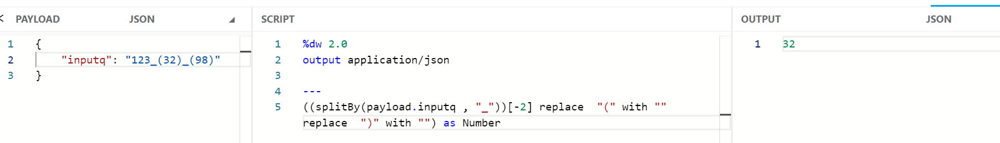 PAYLOAD JSON
1 {
2 "inputq": "123_(32)_(98)"
3 }
SCRIPT
1 %dw 2.0
2 output application/json
3
4 ---
5 ((splitBy(payload.inputq , "_"))[-2] replace  "(" with ""
replace  ")" with "") as Number
OUTPUT JSON
1 32